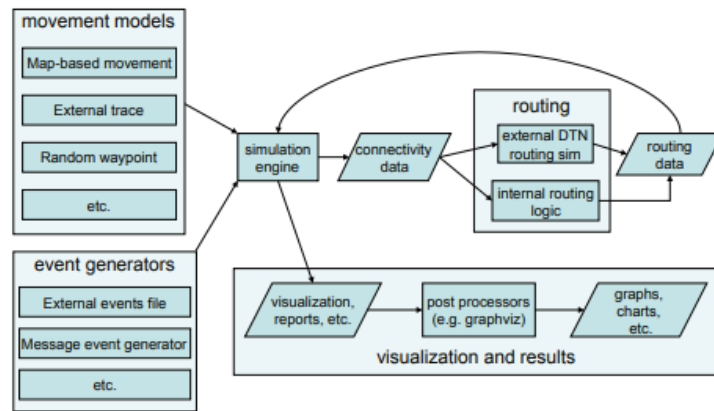 movement models
Map-based movement
External trace
Random waypoint
etc.
event generators
External events file
Message event generator
etc.
simulation
engine
connectivity
data
routing
external DTN
routing sim
internal routing
logic
routing
data
visualization,
reports, etc.
post processors
(e.g. graphviz)
graphs,
charts,
etc.
visualization and results